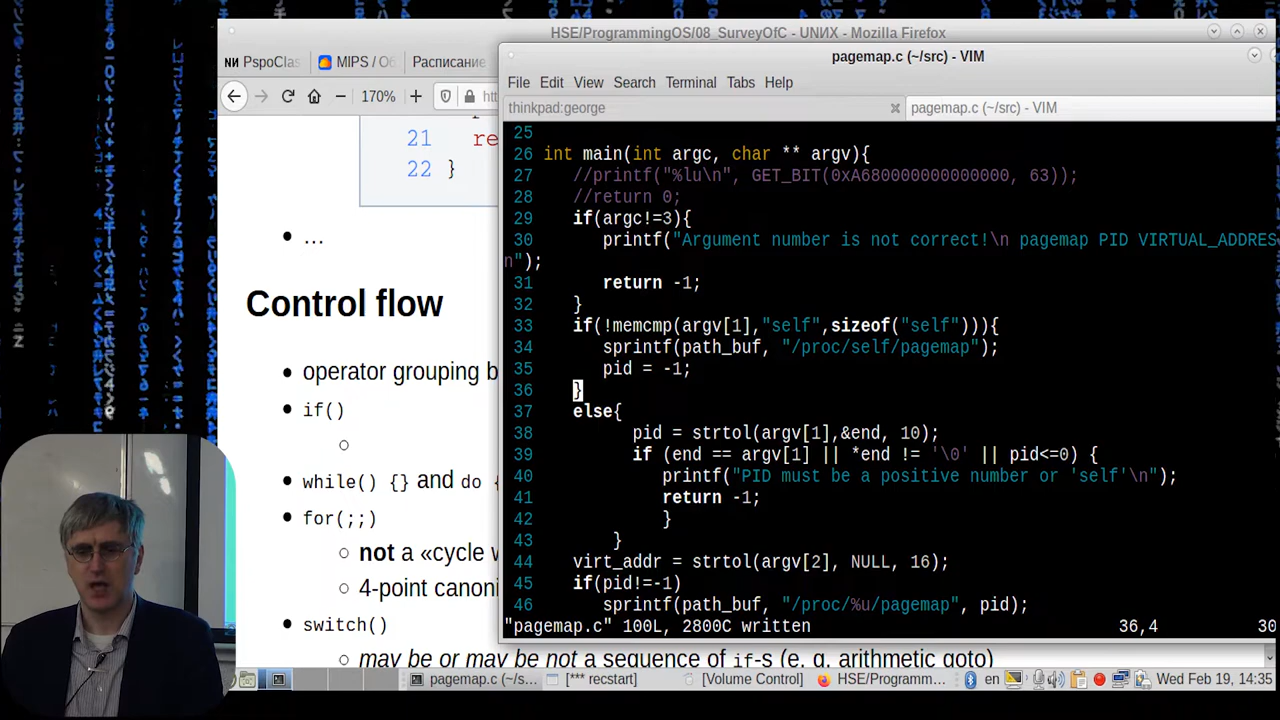 HSE/ProgrammingOS/08_SurveyOfC - UNИX - Mozilla Firefox
pagemap.c (~/src) - VIM
NИ PspoClas
MIPS / Об
Расписание
File Edit View Search Terminal Tabs Help
170%
thinkpad:george
pagemap.c (~/src) - VIM
21 re
22 }
…
Control flow
operator grouping b
if()
while() {} and do {
for(;;)
not a «cycle w
4-point canoni
switch()
may be or may be not a sequence of if-s (e. g. arithmetic goto)
25
26 int main(int argc, char ** argv){
27 //printf("%lu\n", GET_BIT(0xA680000000000000, 63));
28 //return 0;
29 if(argc!=3){
30 printf("Argument number is not correct!\n pagemap PID VIRTUAL_ADDRES
n");
31 return -1;
32 }
33 if(!memcmp(argv[1],"self",sizeof("self"))){
34 sprintf(path_buf, "/proc/self/pagemap");
35 pid = -1;
36 }
37 else{
38 pid = strtol(argv[1],&end, 10);
39 if (end == argv[1] || *end != '\0' || pid<=0) {
40 printf("PID must be a positive number or 'self'\n");
41 return -1;
42 }
43 }
44 virt_addr = strtol(argv[2], NULL, 16);
45 if(pid!=-1)
46 sprintf(path_buf, "/proc/%u/pagemap", pid);
"pagemap.c" 100L, 2800C written 36,4 30
pagemap.c (~/s... [*** recstart] [Volume Control] HSE/Programm... en Wed Feb 19, 14:35